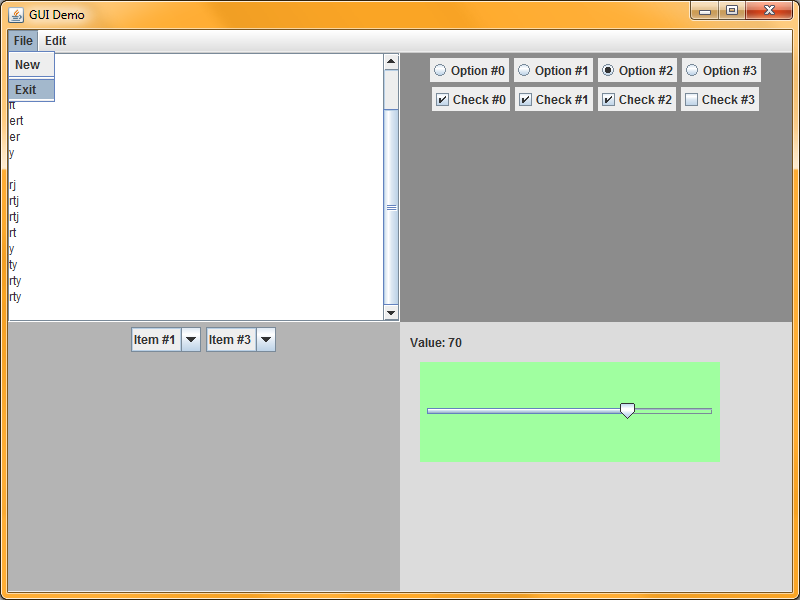 GUI Demo
File Edit
New
Exit
ert
er
y
rj
rtj
rtj
rt
y
ty
rty
rty
Option #0 Option #1 Option #2 Option #3
Check #0 Check #1 Check #2 Check #3
Item #1 Item #3
Value: 70